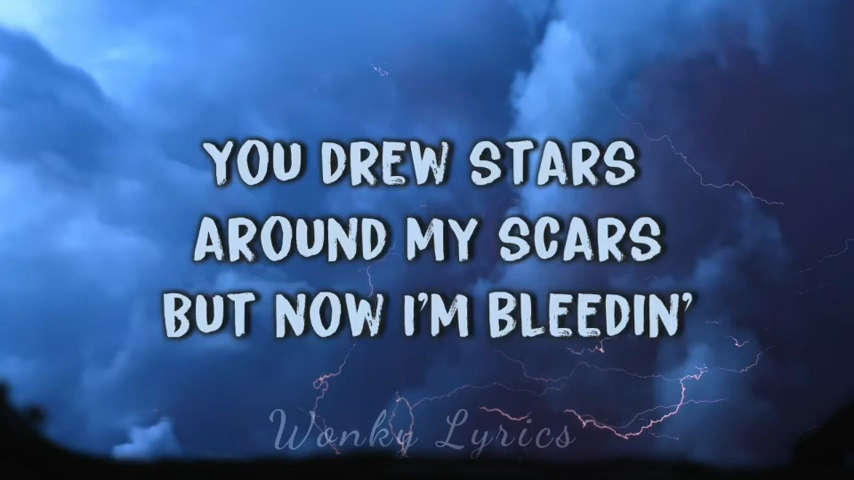 YOU DREW STARS
AROUND MY SCARS
BUT NOW I'M BLEEDIN'
Wonky Lyrics